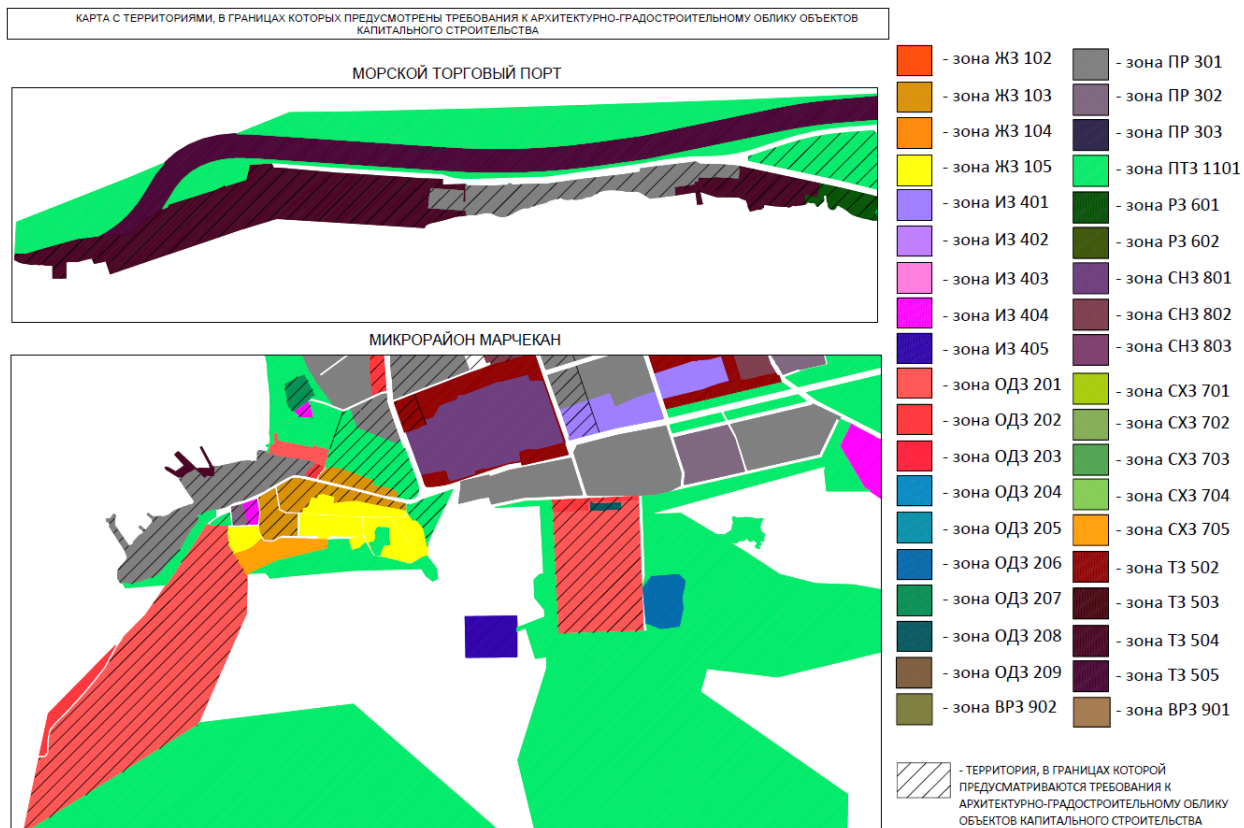 КАРТА С ТЕРРИТОРИЯМИ, В ГРАНИЦАХ КОТОРЫХ ПРЕДУСМОТРЕНЫ ТРЕБОВАНИЯ К АРХИТЕКТУРНО-ГРАДОСТРОИТЕЛЬНОМУ ОБЛИКУ ОБЪЕКТОВ
КАПИТАЛЬНОГО СТРОИТЕЛЬСТВА
МОРСКОЙ ТОРГОВЫЙ ПОРТ
МИКРОРАЙОН МАРЧЕКАН
- зона ЖЗ 102
- зона ЖЗ 103
- зона ЖЗ 104
- зона ЖЗ 105
- зона ИЗ 401
- зона ИЗ 402
- зона ИЗ 403
- зона ИЗ 404
- зона ИЗ 405
- зона ОДЗ 201
- зона ОДЗ 202
- зона ОДЗ 203
- зона ОДЗ 204
- зона ОДЗ 205
- зона ОДЗ 206
- зона ОДЗ 207
- зона ОДЗ 208
- зона ОДЗ 209
- зона ВРЗ 902
- зона ПР 301
- зона ПР 302
- зона ПР 303
- зона ПТЗ 1101
- зона РЗ 601
- зона РЗ 602
- зона СНЗ 801
- зона СНЗ 802
- зона СНЗ 803
- зона СХЗ 701
- зона СХЗ 702
- зона СХЗ 703
- зона СХЗ 704
- зона СХЗ 705
- зона ТЗ 502
- зона ТЗ 503
- зона ТЗ 504
- зона ТЗ 505
- зона ВРЗ 901
- ТЕРРИТОРИЯ, В ГРАНИЦАХ КОТОРОЙ
ПРЕДУСМАТРИВАЮТСЯ ТРЕБОВАНИЯ К
АРХИТЕКТУРНО-ГРАДОСТРОИТЕЛЬНОМУ ОБЛИКУ
ОБЪЕКТОВ КАПИТАЛЬНОГО СТРОИТЕЛЬСТВА